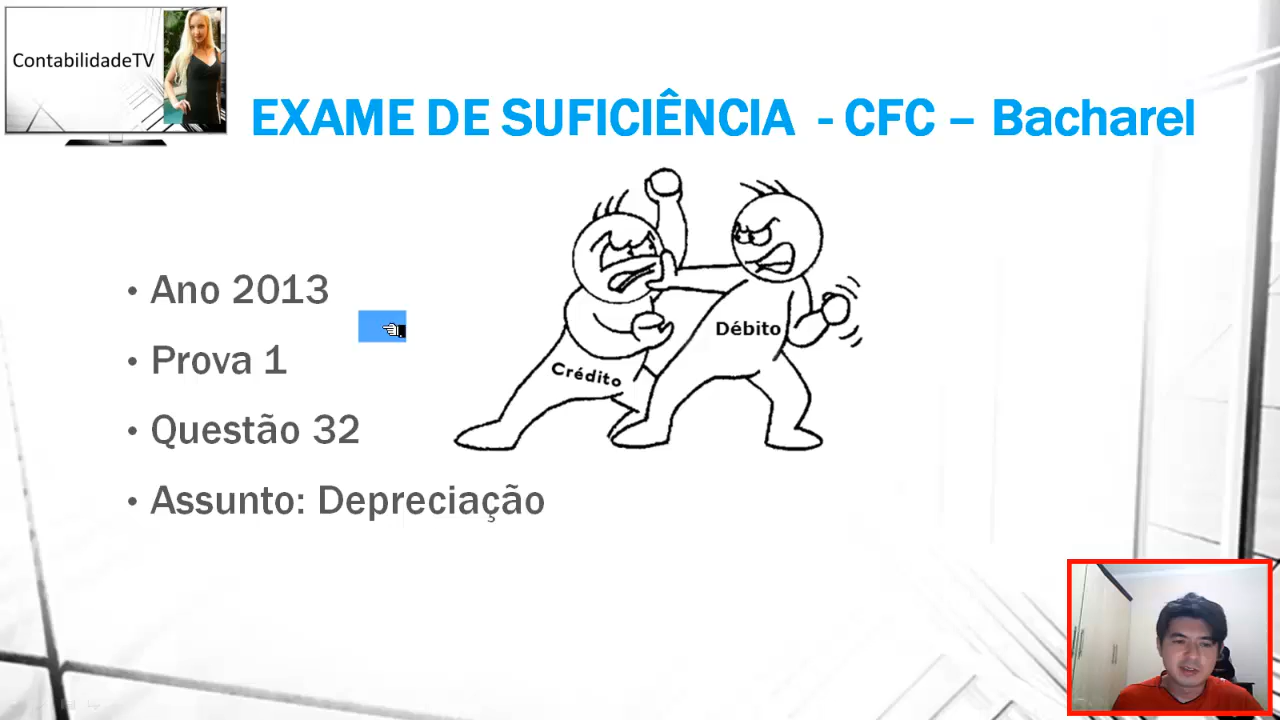 ContabilidadeTV
EXAME DE SUFICIÊNCIA - CFC – Bacharel
• Ano 2013
• Prova 1
• Questão 32
• Assunto: Depreciação
Crédito
Débito